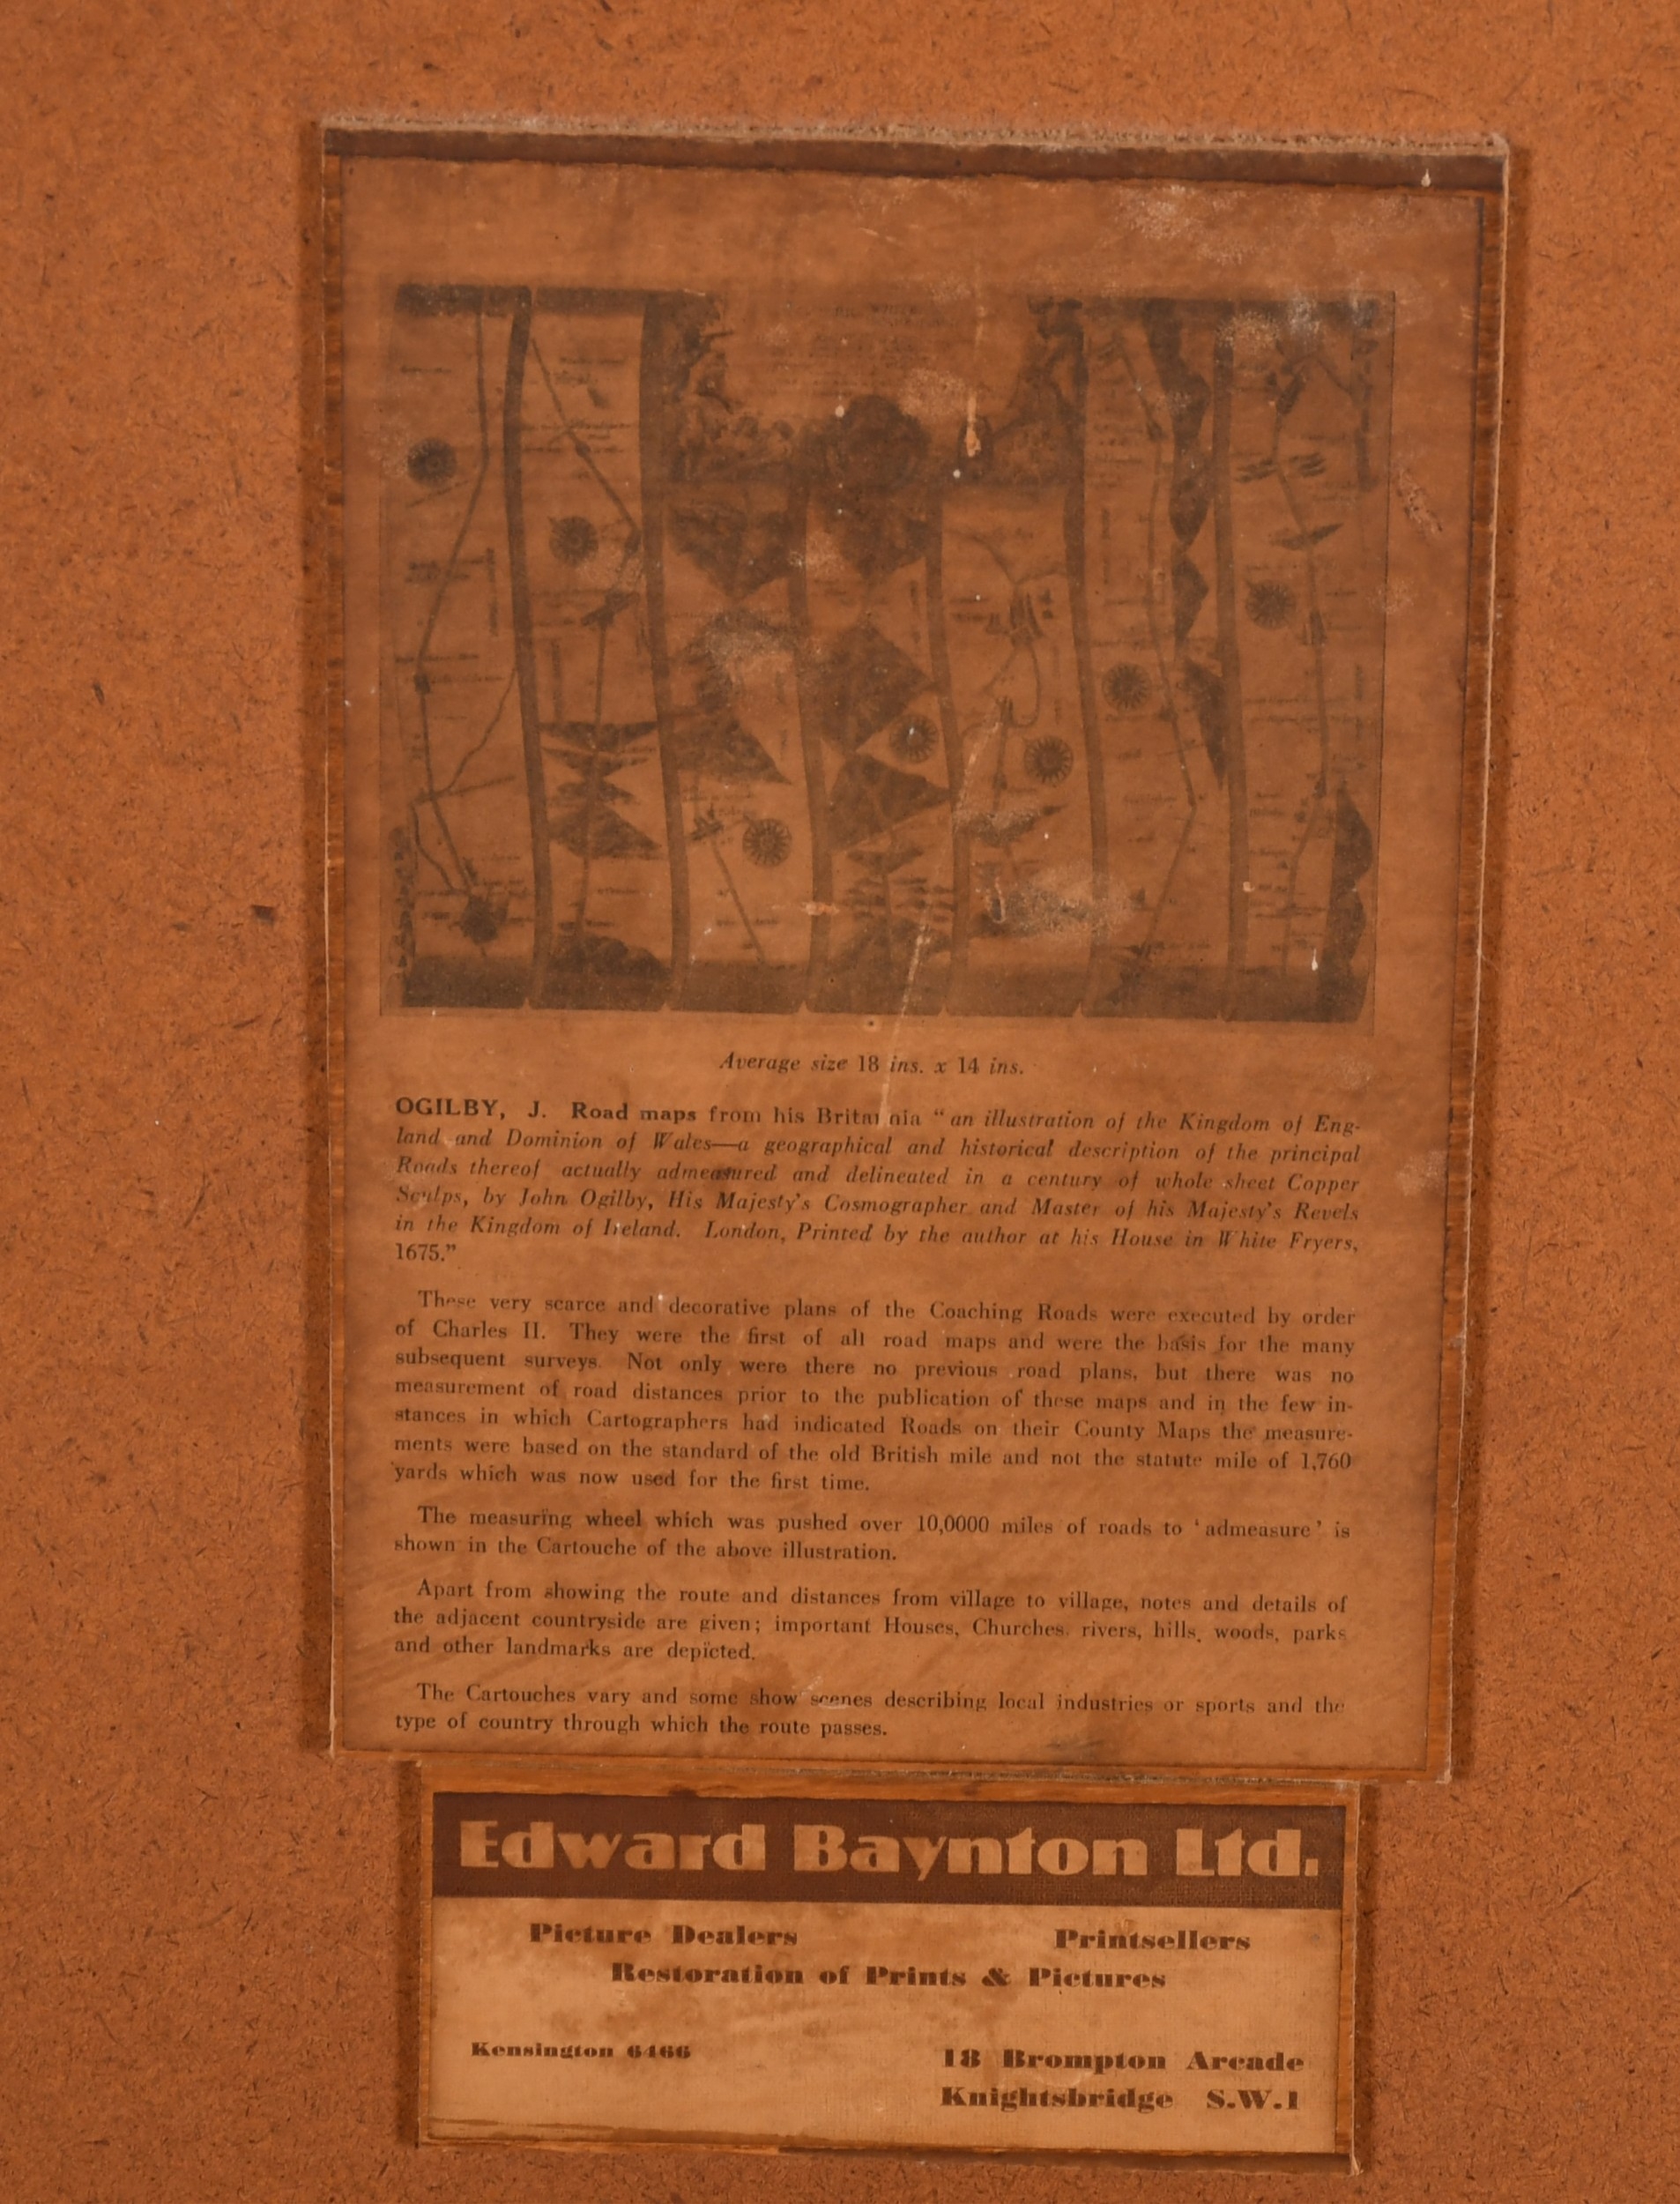 Average size 18 ins. x 14 ins.
OGILBY, J. Road maps from his Britannia “an illustration of the Kingdom of Eng-
land and Dominion of Wales—a geographical and historical description of the principal
Roads thereof actually admeasured and delineated in a century of whole sheet Copper
Sculps, by John Ogilby, His Majesty's Cosmographer and Master of his Majesty's Revels
in the Kingdom of Ireland. London, Printed by the author at his House in White Fryers,
1675.”
These very scarce and decorative plans of the Coaching Roads were executed by order
of Charles II. They were the first of all road maps and were the basis for the many
subsequent surveys. Not only were there no previous road plans, but there was no
measurement of road distances prior to the publication of these maps and in the few in-
stances in which Cartographers had indicated Roads on their County Maps the measure-
ments were based on the standard of the old British mile and not the statute mile of 1,760
yards which was now used for the first time.
The measuring wheel which was pushed over 10,0000 miles of roads to ‘admeasure’ is
shown in the Cartouche of the above illustration.
Apart from showing the route and distances from village to village, notes and details of
the adjacent countryside are given; important Houses, Churches, rivers, hills, woods, parks
and other landmarks are depicted.
The Cartouches vary and some show scenes describing local industries or sports and the
type of country through which the route passes.
Edward Baynton Ltd.
Picture Dealers Printsellers
Restoration of Prints & Pictures
Kensington 6466
18 Brompton Arcade
Knightsbridge S.W.1